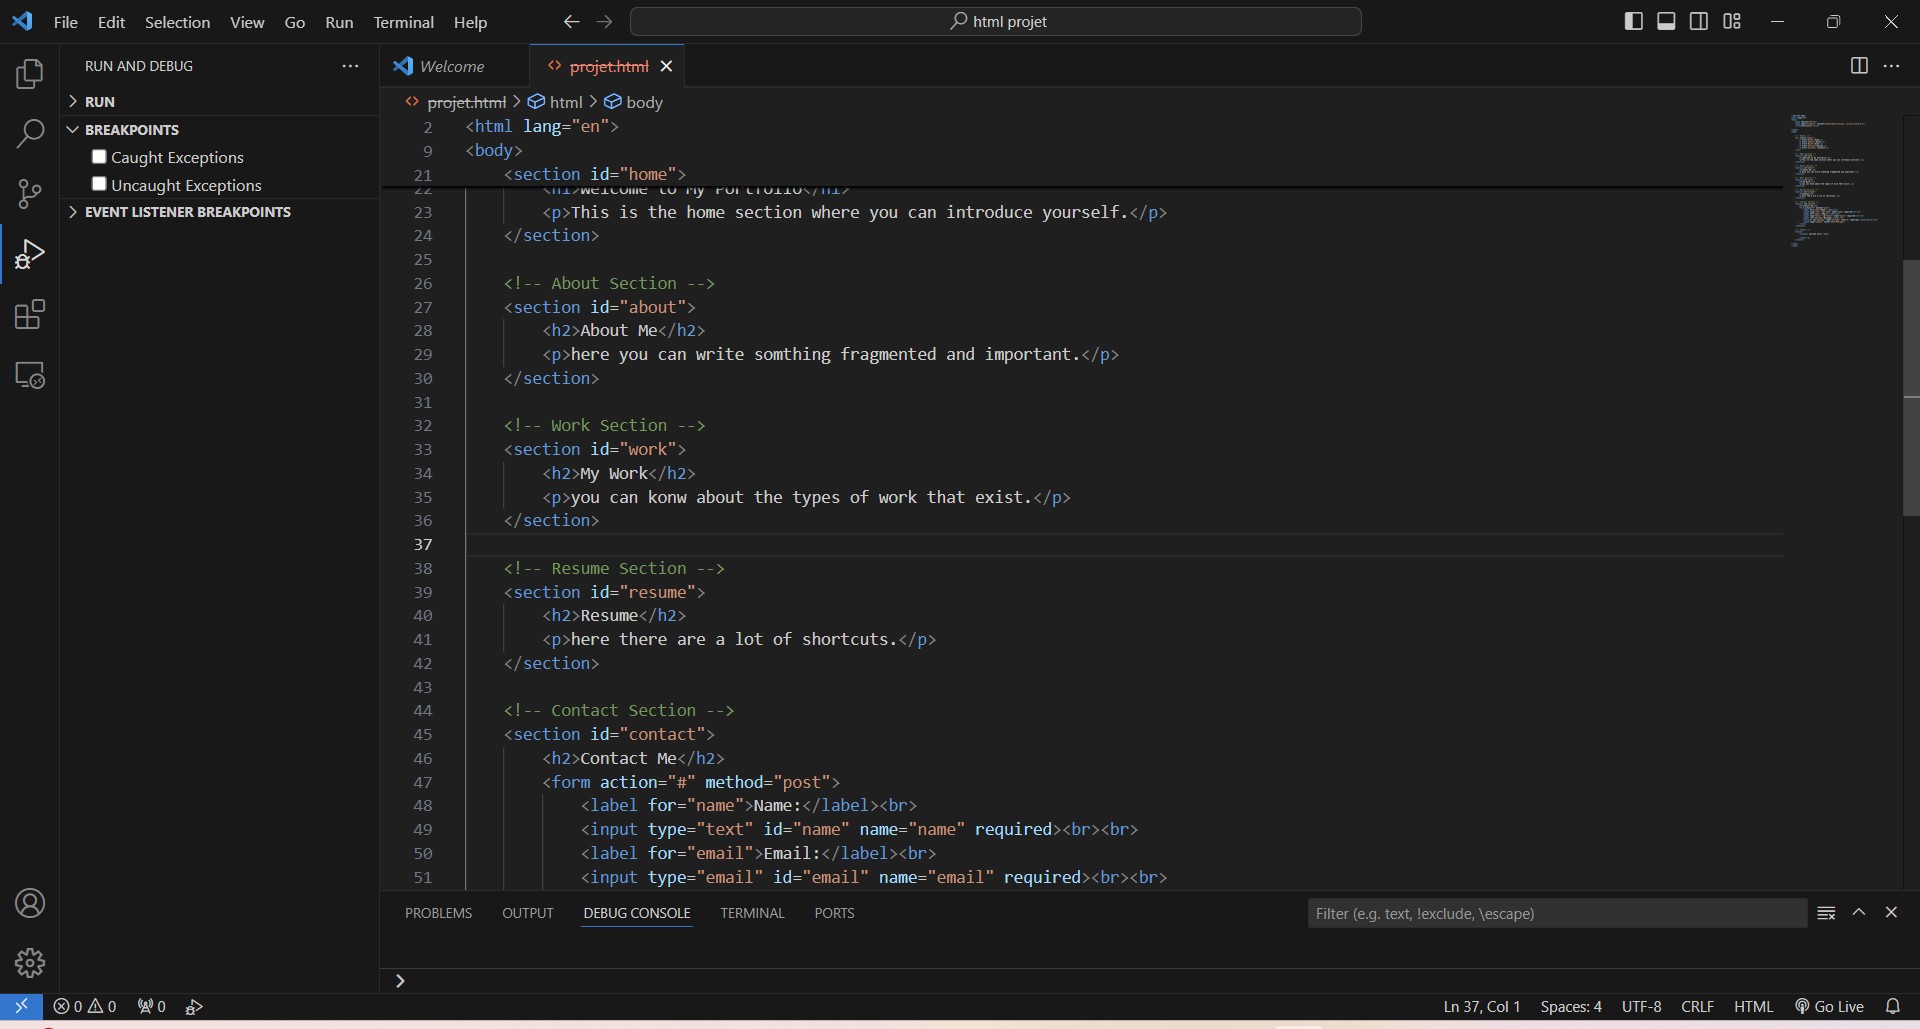 File Edit Selection View Go Run Terminal Help
html projet
RUN AND DEBUG
RUN
BREAKPOINTS
Caught Exceptions
Uncaught Exceptions
EVENT LISTENER BREAKPOINTS
Welcome
projet.html
projet.html > html > body
2 <html lang="en">
9 <body>
21 <section id="home">
22 <h1>Welcome to My Portfolio</h1>
23 <p>This is the home section where you can introduce yourself.</p>
24 </section>
25
26 <!-- About Section -->
27 <section id="about">
28 <h2>About Me</h2>
29 <p>here you can write somthing fragmented and important.</p>
30 </section>
31
32 <!-- Work Section -->
33 <section id="work">
34 <h2>My Work</h2>
35 <p>you can konw about the types of work that exist.</p>
36 </section>
37
38 <!-- Resume Section -->
39 <section id="resume">
40 <h2>Resume</h2>
41 <p>here there are a lot of shortcuts.</p>
42 </section>
43
44 <!-- Contact Section -->
45 <section id="contact">
46 <h2>Contact Me</h2>
47 <form action="#" method="post">
48 <label for="name">Name:</label><br>
49 <input type="text" id="name" name="name" required><br><br>
50 <label for="email">Email:</label><br>
51 <input type="email" id="email" name="email" required><br><br>
PROBLEMS OUTPUT DEBUG CONSOLE TERMINAL PORTS
Filter (e.g. text, !exclude, \escape)
0 0 0
Ln 37, Col 1 Spaces: 4 UTF-8 CRLF HTML Go Live